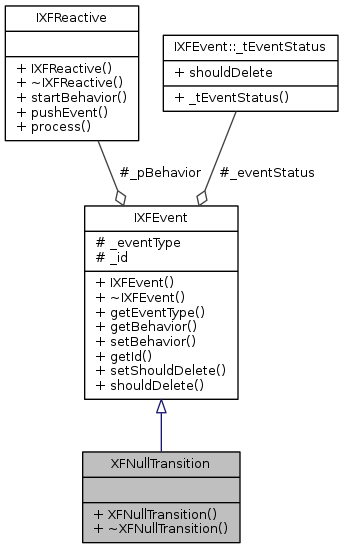 IXFReactive
+ IXFReactive()
+ ~IXFReactive()
+ startBehavior()
+ pushEvent()
+ process()
IXFEvent::_tEventStatus
+ shouldDelete
+ _tEventStatus()
# _pBehavior
# _eventStatus
IXFEvent
# _eventType
# _id
+ IXFEvent()
+ ~IXFEvent()
+ getEventType()
+ getBehavior()
+ setBehavior()
+ getId()
+ setShouldDelete()
+ shouldDelete()
XFNullTransition
+ XFNullTransition()
+ ~XFNullTransition()